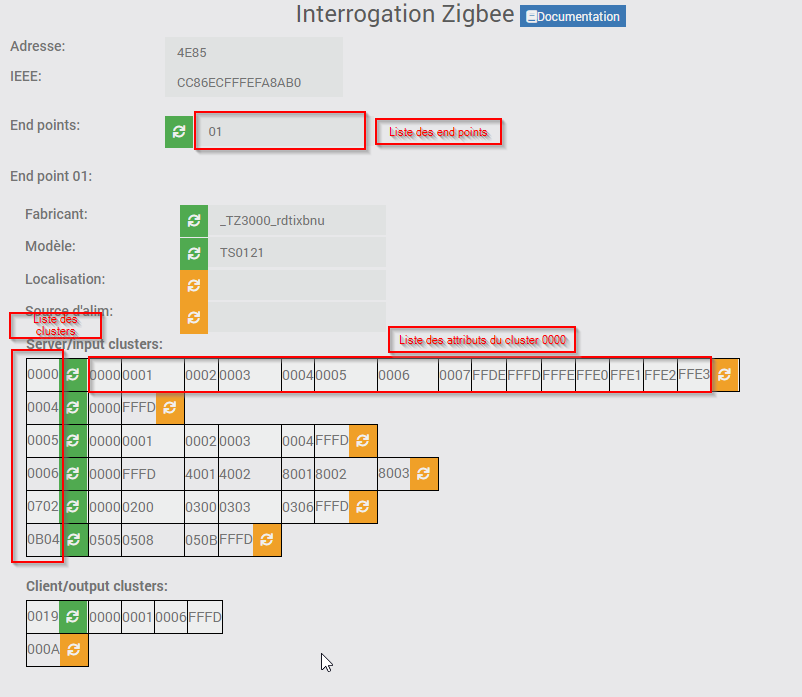 Interrogation Zigbee Documentation
Adresse: 4E85
IEEE: CC86ECFFFEFA8AB0
End points: 01 Liste des end points
End point 01:
Fabricant: _TZ3000_rdtixbnu
Modèle: TS0121
Localisation:
Source d'alim:
Liste des
clusters
Server/input clusters:
Liste des attributs du cluster 0000
0000 0000 0001 0002 0003 0004 0005 0006 0007 FFDE FFFD FFFE FFE0 FFE1 FFE2 FFE3
0004 0000 FFFD
0005 0000 0001 0002 0003 0004 FFFD
0006 0000 FFFD 4001 4002 8001 8002 8003
0702 0000 0200 0300 0303 0306 FFFD
0B04 0505 0508 050B FFFD
Client/output clusters:
0019 0000 0001 0006 FFFD
000A